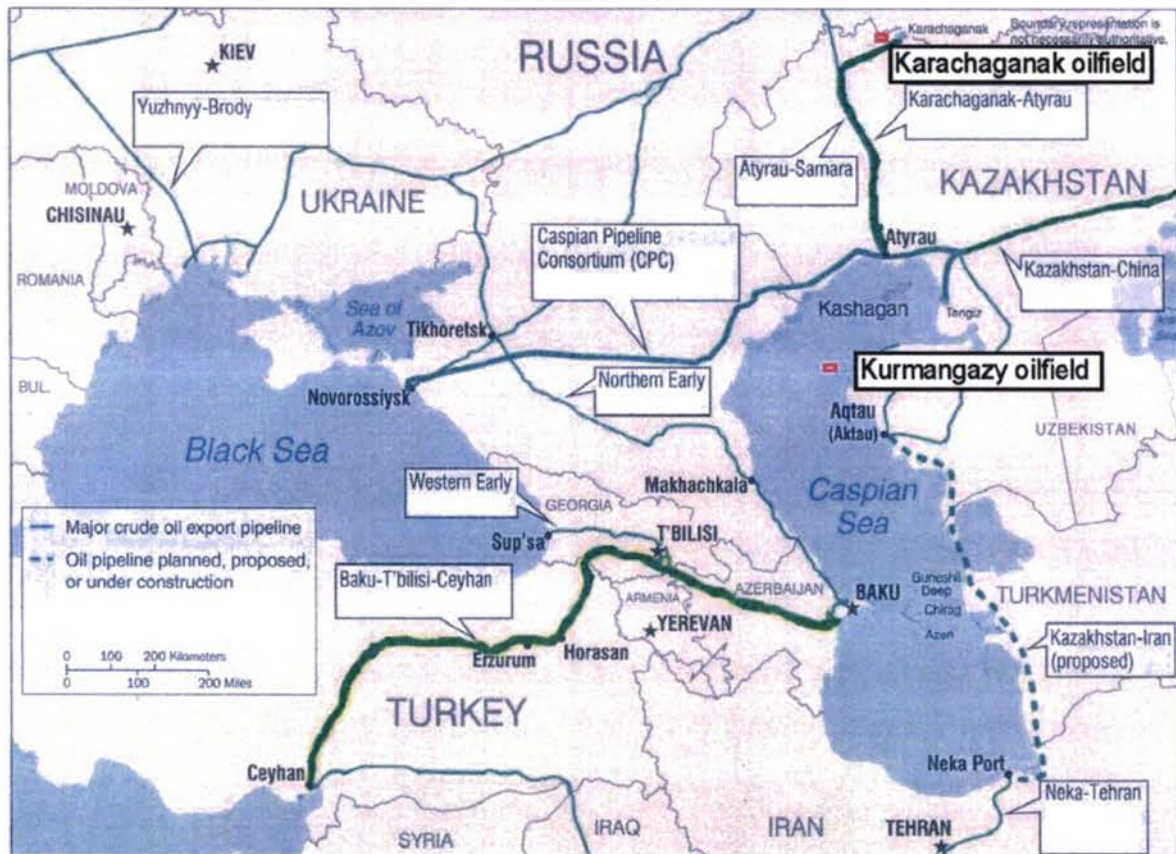 Karachaganak
Boundary representation is
not necessarily authoritative.
KIEV
RUSSIA
Karachaganak oilfield
Yuzhnyy-Brody
Karachaganak-Atyrau
Atyrau-Samara
MOLDOVA
CHISINAU
UKRAINE
KAZAKHSTAN
Caspian Pipeline
Consortium (CPC)
Atyrau
ROMANIA
Kazakhstan-China
Sea of
Azov
Kashagan
Tengiz
Tikhoretsk
Kurmangazy oilfield
BUL.
Novorossiysk
Northern Early
Aqtau
(Aktau)
UZBEKISTAN
Black Sea
Western Early
Makhachkala
Caspian
Sea
GEORGIA
Major crude oil export pipeline
Sup'sa
T'BILISI
Oil pipeline planned, proposed,
or under construction
Baku-T'bilisi-Ceyhan
AZERBAIJAN
BAKU
Guneshli
Deep
Chirag
Azeri
TURKMENISTAN
ARMENIA
YEREVAN
Kazakhstan-Iran
(proposed)
0 100 200 Kilometers
0 100 200 Miles
Erzurum
Horasan
TURKEY
Ceyhan
Neka Port
Neka-Tehran
SYRIA
IRAQ
IRAN
TEHRAN